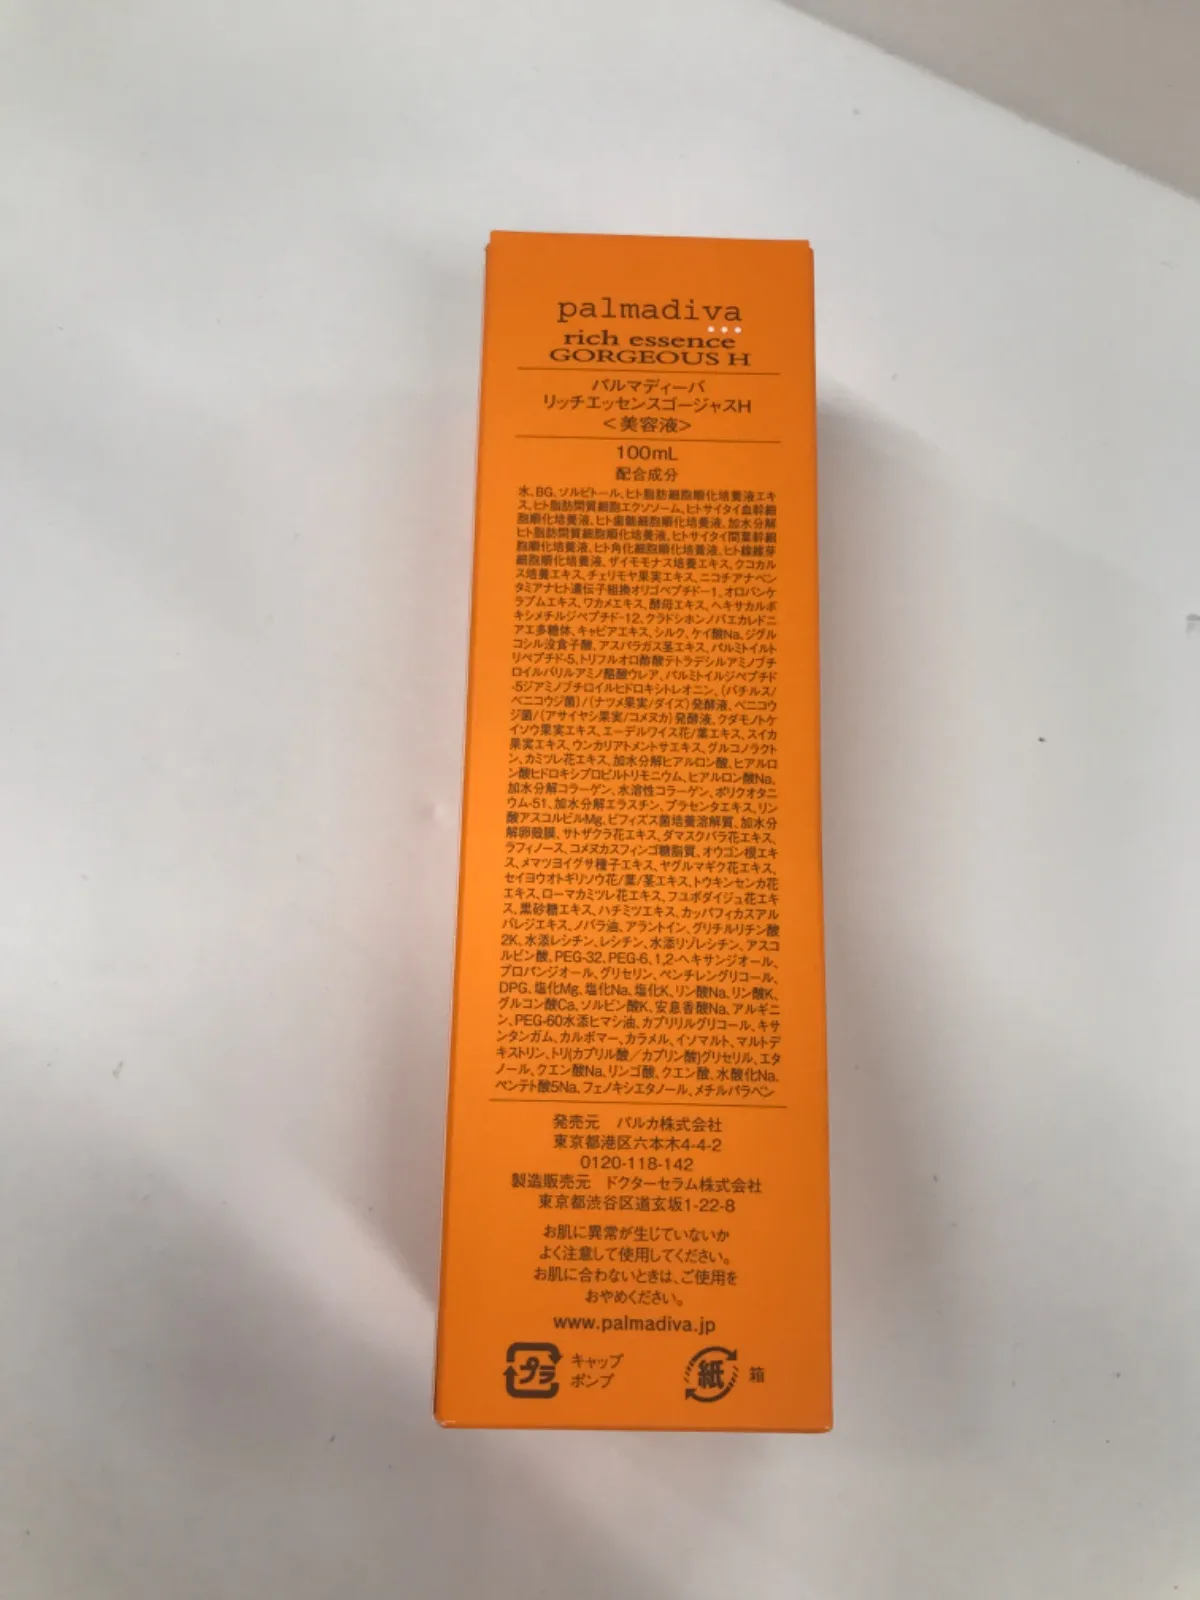 palmadiva
rich essence
GORGEOUS H
パルマディーバ
リッチエッセンスゴージャスH
<美容液>
100mL
配合成分
水、BG、ソルビトール、ヒト脂肪細胞順化培養液エキ
ス、ヒト脂肪間質細胞エクソソーム、ヒトサイタイ血幹細
胞順化培養液、ヒト歯髄細胞順化培養液、加水分解
ヒト脂肪間質細胞順化培養液、ヒトサイタイ間葉幹細
胞順化培養液、ヒト角化細胞順化培養液、ヒト線維芽
細胞順化培養液、ザイモモナス培養エキス、クコカル
ス培養エキス、チェリモヤ果実エキス、ニコチアナベン
タミアナヒト遺伝子組換オリゴペプチド-1、オロバンケ
ラプムエキス、ワカメエキス、酵母エキス、ヘキサカルボ
キシメチルジペプチド-12、クラドシホンノバエカレドニ
アエ多糖体、キャビアエキス、シルク、ケイ酸Na、ジグル
コシル没食子酸、アスパラガス茎エキス、パルミトイルト
リペプチド-5、トリフルオロ酢酸テトラデシルアミノブチ
ロイルバリルアミノ酪酸ウレア、パルミトイルジペプチド
-5ジアミノブチロイルヒドロキシトレオニン、(バチルス/
ベニコウジ菌)/(ナツメ果実/ダイズ)発酵液、ベニコウ
ジ菌/(アサイヤシ果実/コメヌカ)発酵液、クダモノトケ
イソウ果実エキス、エーデルワイス花/葉エキス、スイカ
果実エキス、ウンカリアトメントサエキス、グルコノラクト
ン、カミツレ花エキス、加水分解ヒアルロン酸、ヒアルロ
ン酸ヒドロキシプロピルトリモニウム、ヒアルロン酸Na、
加水分解コラーゲン、水溶性コラーゲン、ポリクオタニ
ウム-51、加水分解エラスチン、プラセンタエキス、リン
酸アスコルビルMg、ビフィズス菌培養溶解質、加水分
解卵殻膜、サトザクラ花エキス、ダマスクバラ花エキス、
ラフィノース、コメヌカスフィンゴ糖脂質、オウゴン根エキ
ス、メマツヨイグサ種子エキス、ヤグルマギク花エキス、
セイヨウオトギリソウ花/葉/茎エキス、トウキンセンカ花
エキス、ローマカミツレ花エキス、フユボダイジュ花エキ
ス、黒砂糖エキス、ハチミツエキス、カッパフィカスアル
バレジエキス、ノバラ油、アラントイン、グリチルリチン酸
2K、水添レシチン、レシチン、水添リゾレシチン、アスコ
ルビン酸、PEG-32、PEG-6、1,2-ヘキサンジオール、
プロパンジオール、グリセリン、ペンチレングリコール、
DPG、塩化Mg、塩化Na、塩化K、リン酸Na、リン酸K、
グルコン酸Ca、ソルビン酸K、安息香酸Na、アルギニ
ン、PEG-60水添ヒマシ油、カプリリルグリコール、キサ
ンタンガム、カルボマー、カラメル、イソマルト、マルトデ
キストリン、トリ(カプリル酸/カプリン酸)グリセリル、エタ
ノール、クエン酸Na、リンゴ酸、クエン酸、水酸化Na、
ペンテト酸5Na、フェノキシエタノール、メチルパラベン
発売元 パルカ株式会社
東京都港区六本木4-4-2
0120-118-142
製造販売元 ドクターセラム株式会社
東京都渋谷区道玄坂1-22-8
お肌に異常が生じていないか
よく注意して使用してください。
お肌に合わないときは、ご使用を
おやめください。
www.palmadiva.jp
プラ キャップ
ポンプ
紙 箱